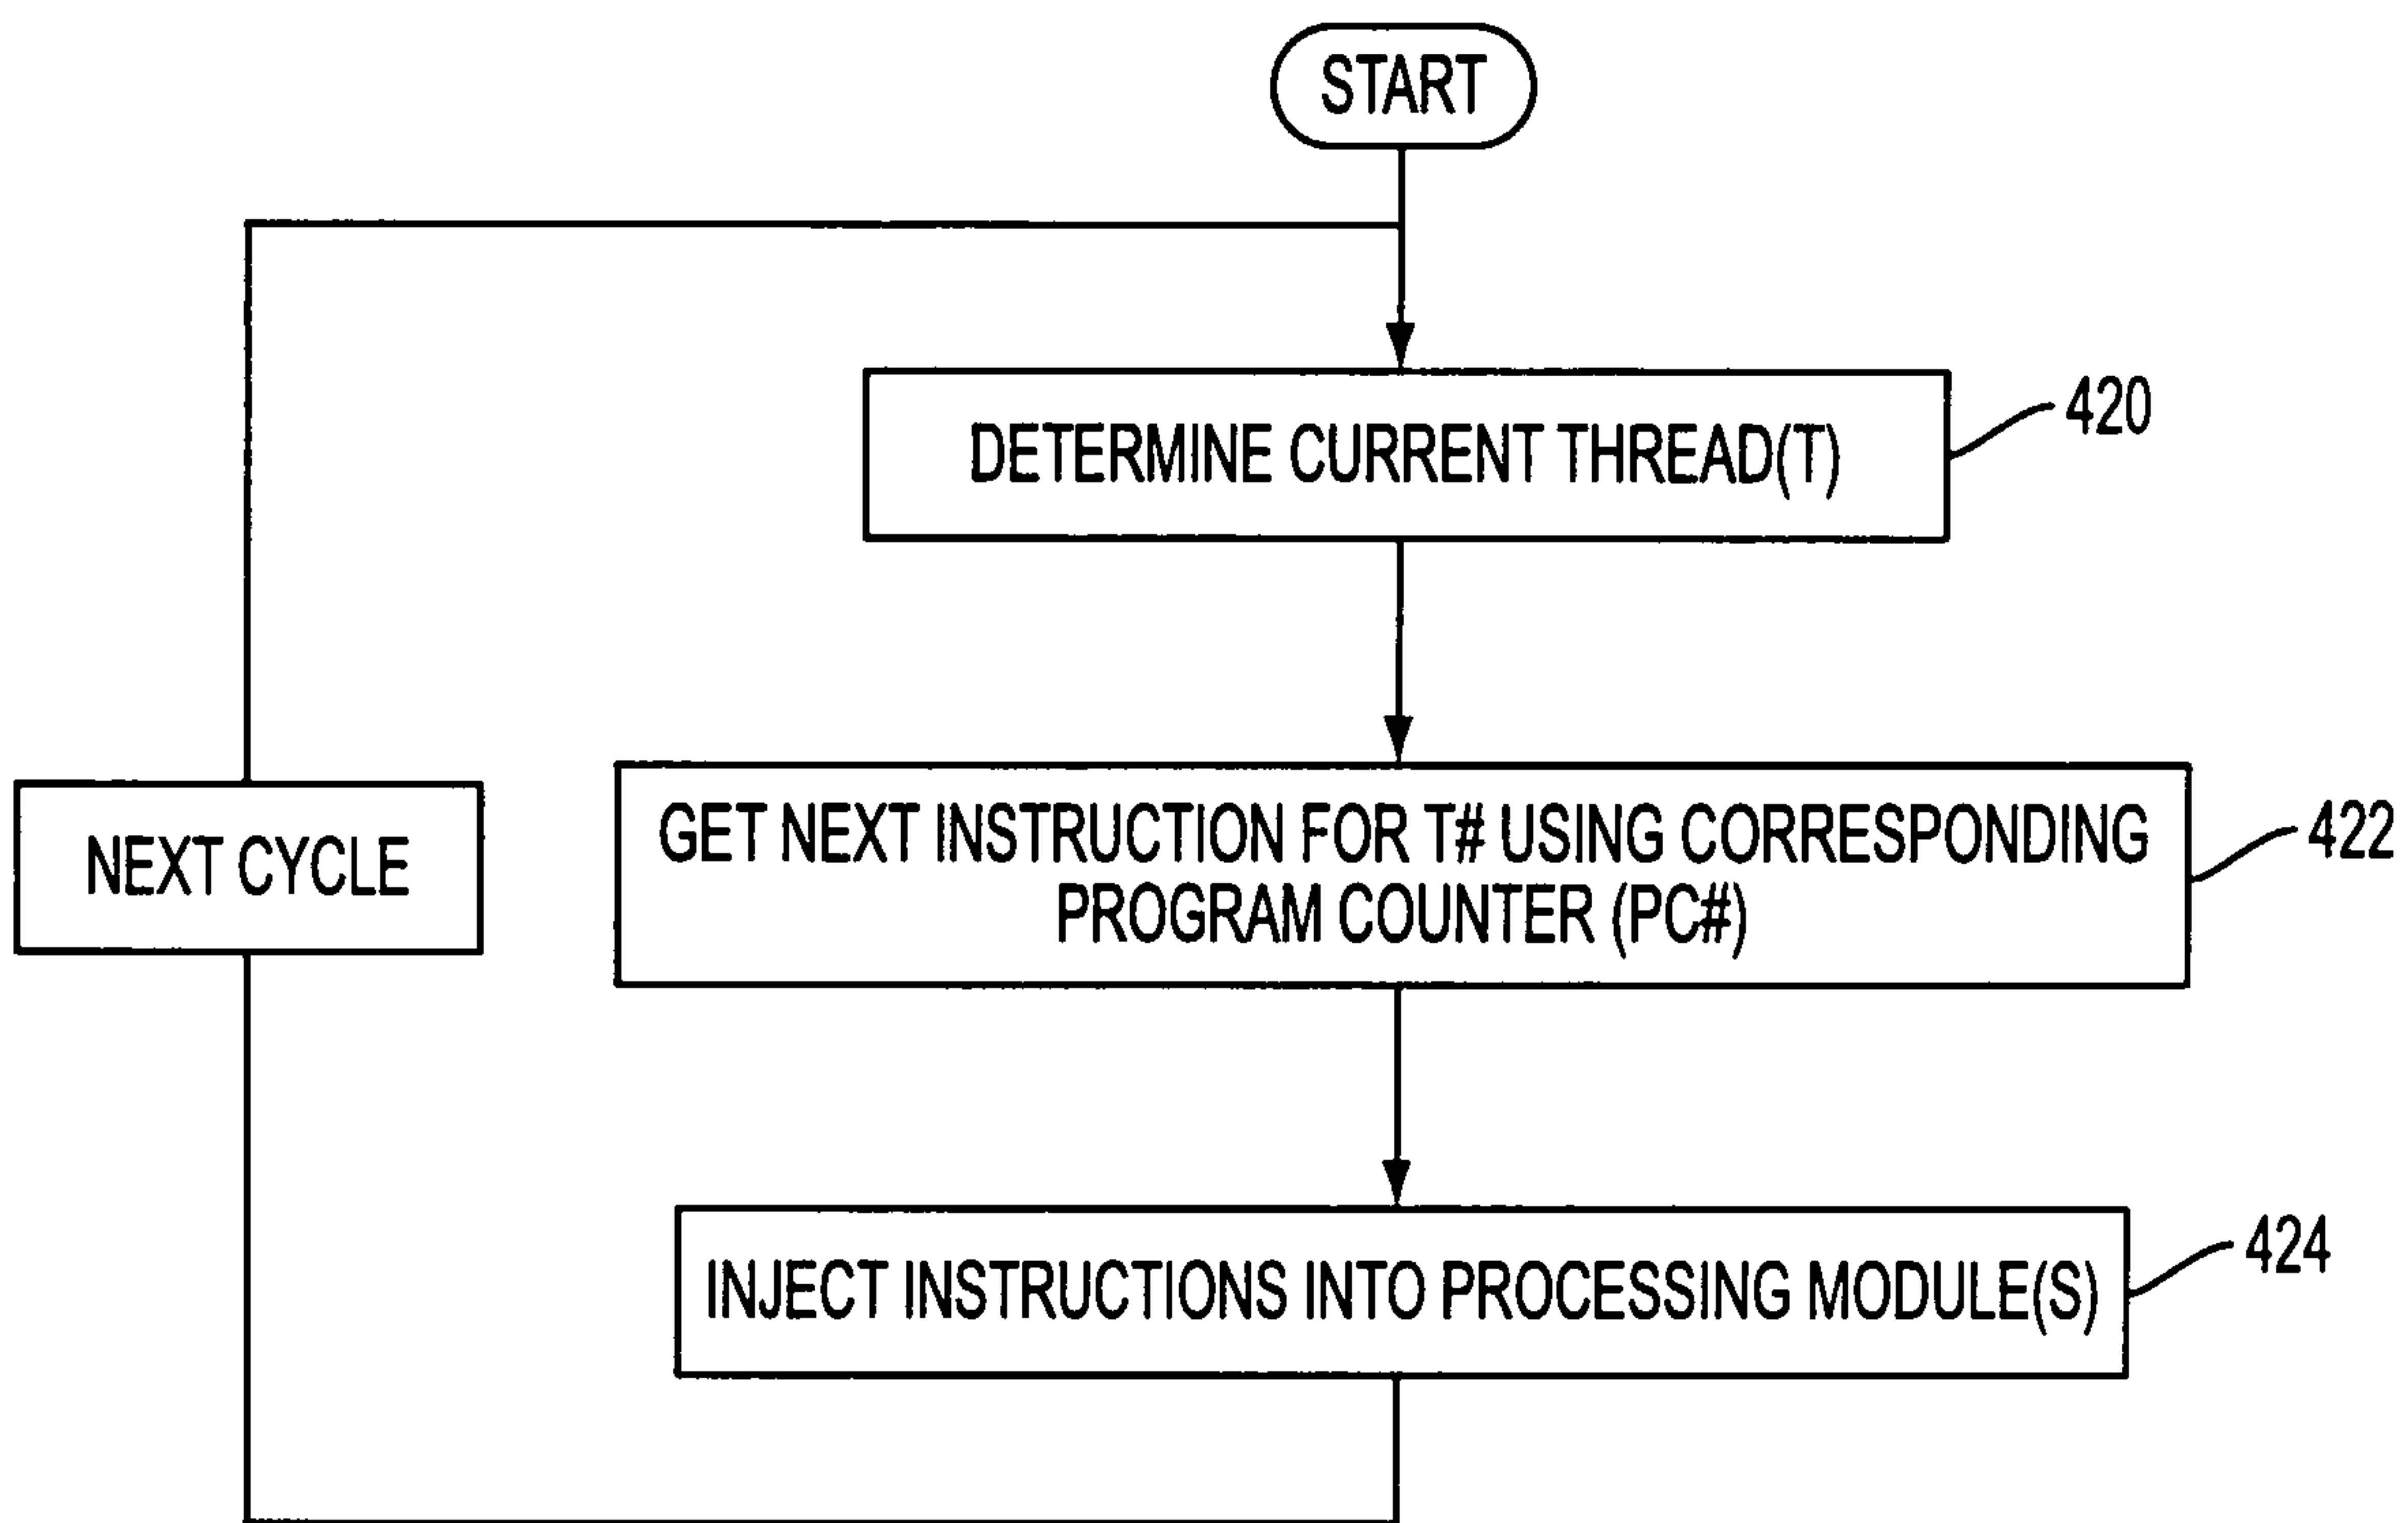 START
DETERMINE CURRENT THREAD(T)
420
GET NEXT INSTRUCTION FOR T# USING CORRESPONDING
PROGRAM COUNTER (PC#)
422
NEXT CYCLE
INJECT INSTRUCTIONS INTO PROCESSING MODULE(S)
424